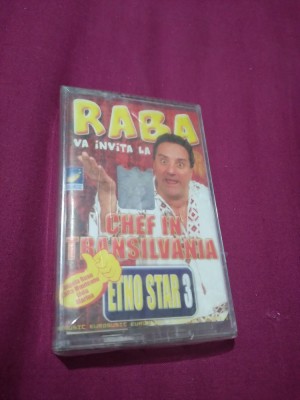 RABA
VA INVITA LA
CHEF IN
TRANSILVANIA
ETNO STAR 3